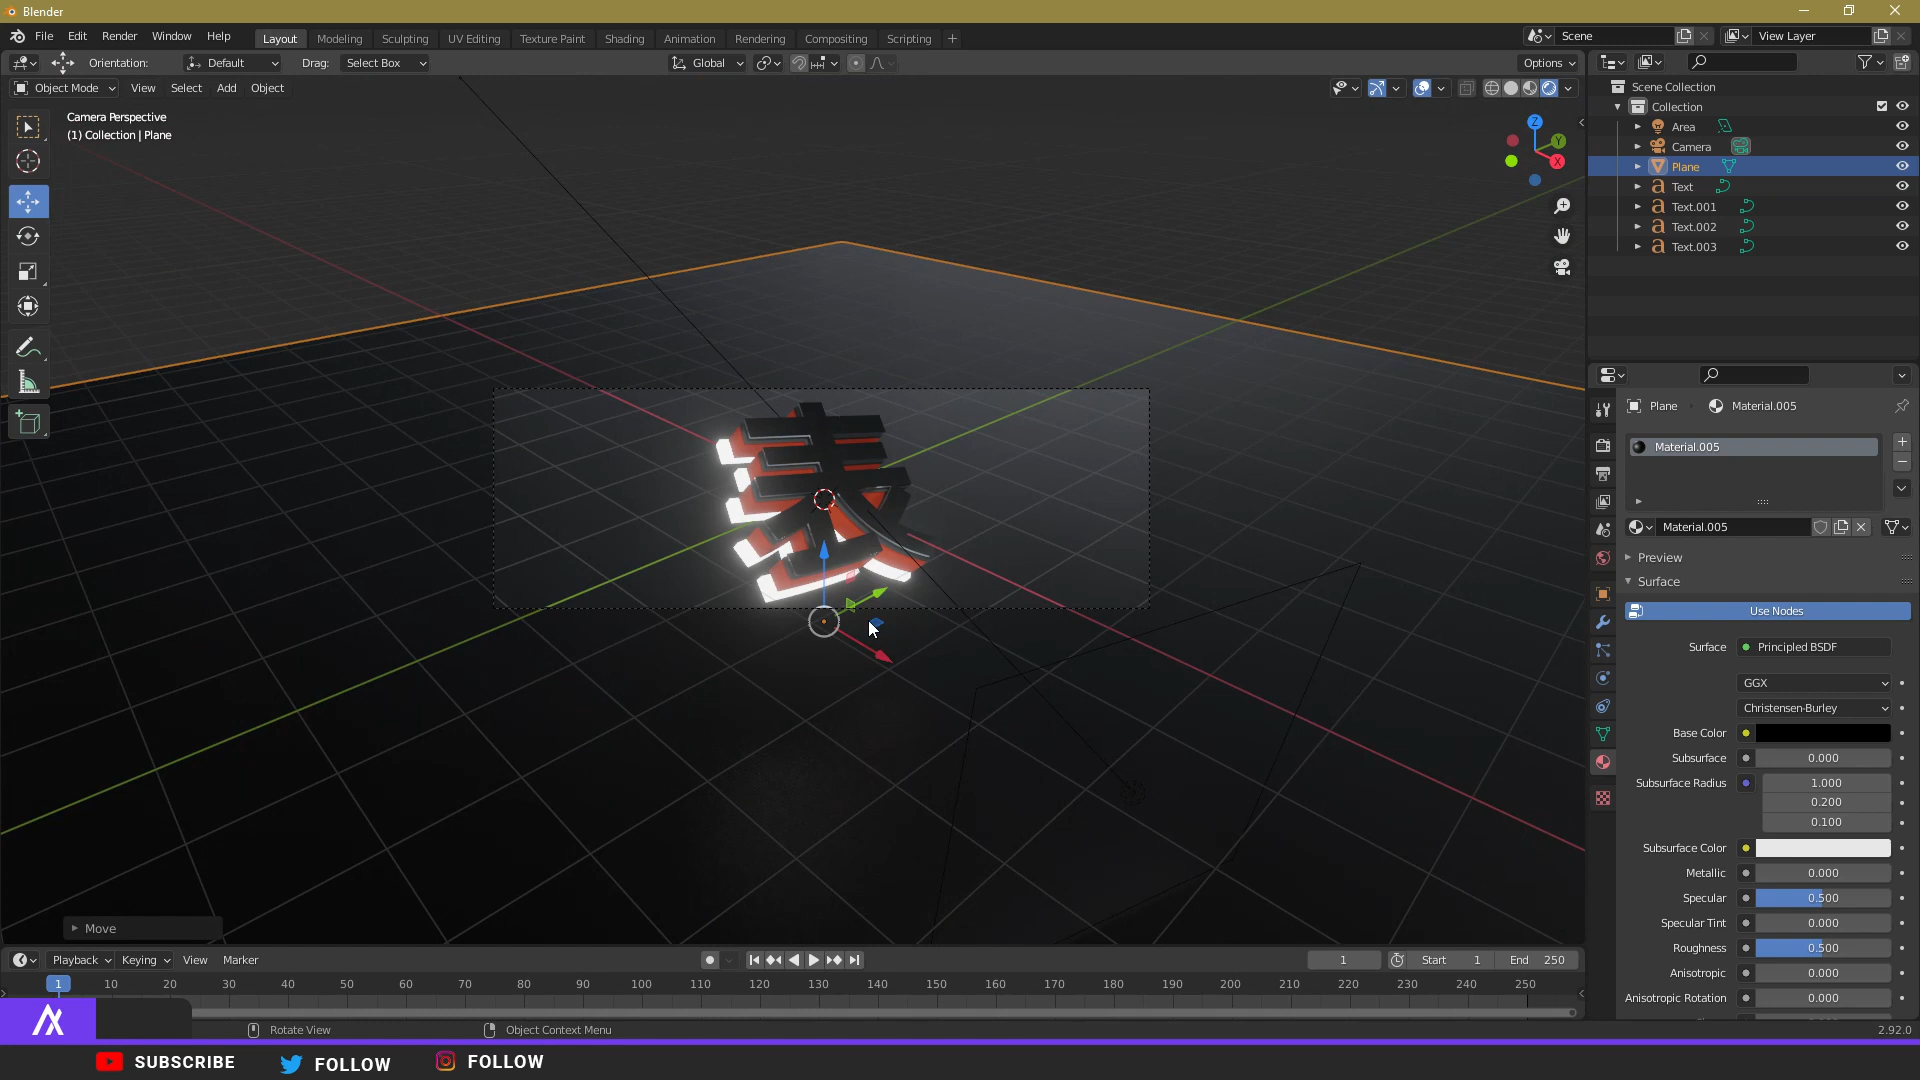 Blender
File Edit Render Window Help Layout Modeling Sculpting UV Editing Texture Paint Shading Animation Rendering Compositing Scripting Scene View Layer
Orientation: Default Drag: Select Box Global Options
Object Mode View Select Add Object
Camera Perspective
(1) Collection | Plane
Z
Y
X
Move
Scene Collection
Collection
Area
Camera
Plane
Text
Text.001
Text.002
Text.003
Plane Material.005
Material.005
Material.005
Preview
Surface
Use Nodes
Surface Principled BSDF
GGX
Christensen-Burley
Base Color
Subsurface 0.000
Subsurface Radius 1.000
0.200
0.100
Subsurface Color
Metallic 0.000
Specular 0.500
Specular Tint 0.000
Roughness 0.500
Anisotropic 0.000
Anisotropic Rotation 0.000
Playback Keying View Marker 1 Start 1 End 250
1 10 20 30 40 50 60 70 80 90 100 110 120 130 140 150 160 170 180 190 200 210 220 230 240 250
Rotate View Object Context Menu 2.92.0
SUBSCRIBE FOLLOW FOLLOW